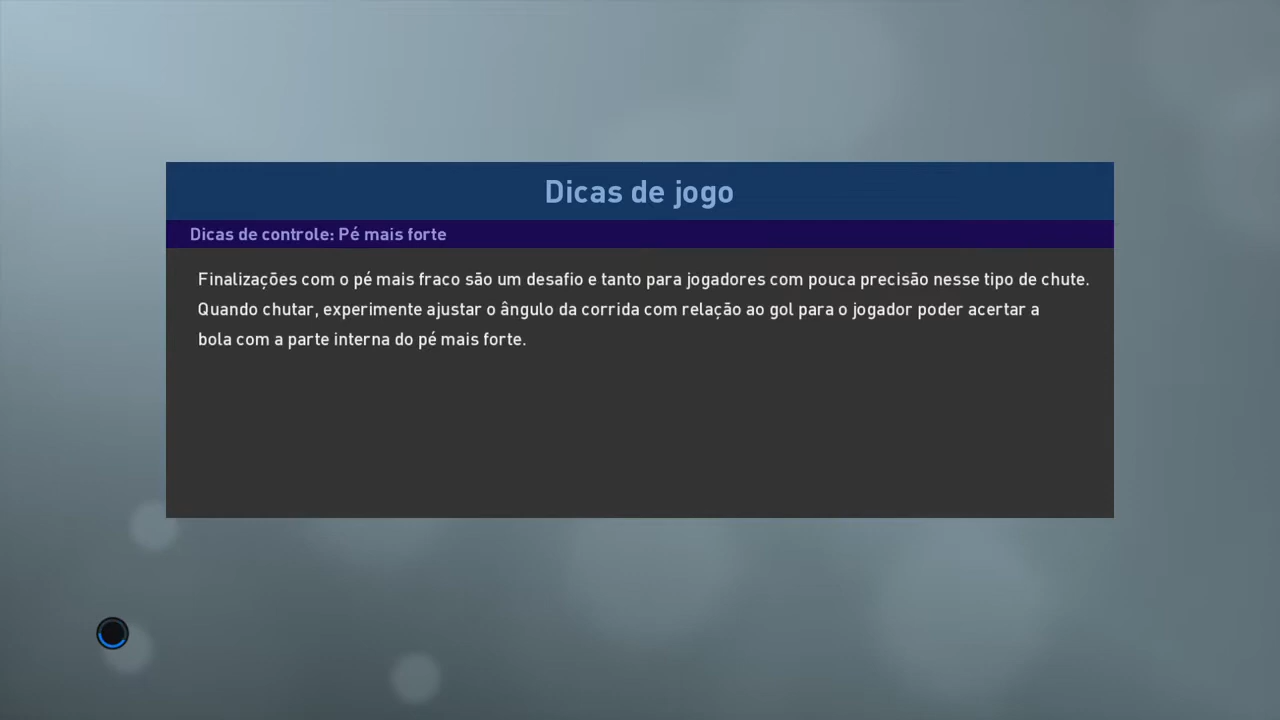 Dicas de jogo
Dicas de controle: Pé mais forte
Finalizações com o pé mais fraco são um desafio e tanto para jogadores com pouca precisão nesse tipo de chute.
Quando chutar, experimente ajustar o ângulo da corrida com relação ao gol para o jogador poder acertar a
bola com a parte interna do pé mais forte.